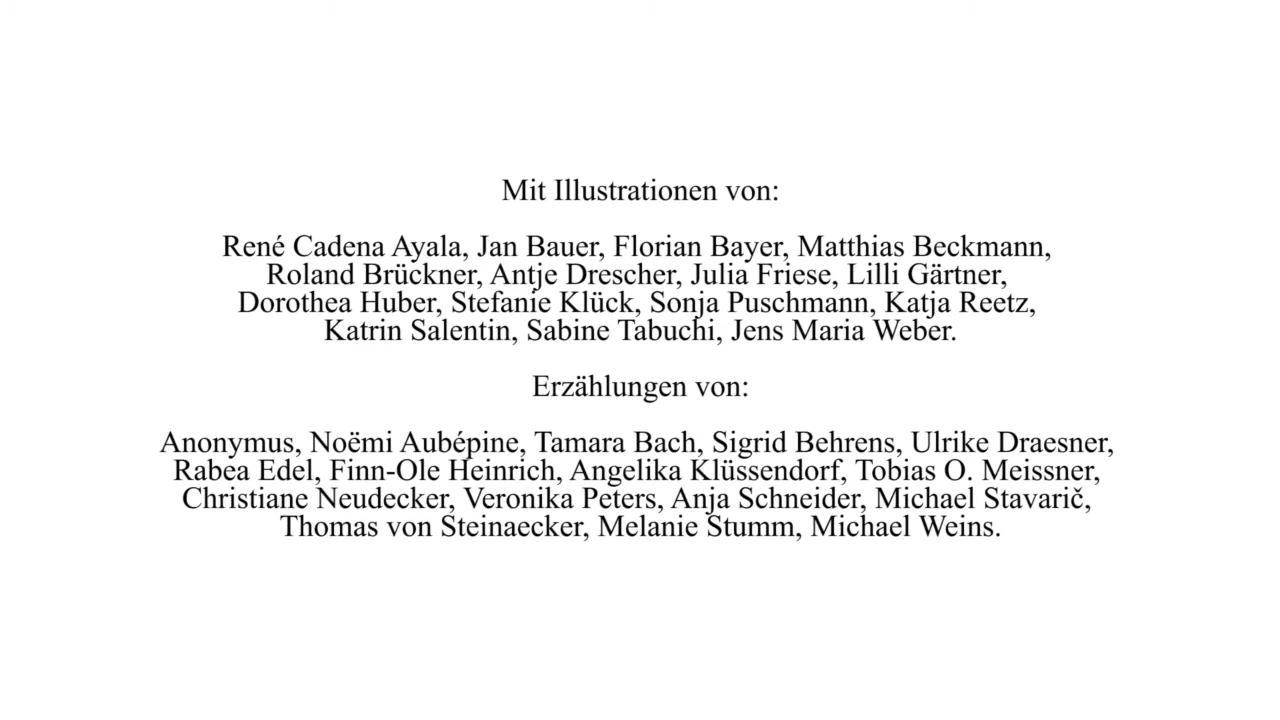 Mit Illustrationen von:
René Cadena Ayala, Jan Bauer, Florian Bayer, Matthias Beckmann,
Roland Brückner, Antje Drescher, Julia Friese, Lilli Gärtner,
Dorothea Huber, Stefanie Klück, Sonja Puschmann, Katja Reetz,
Katrin Salentin, Sabine Tabuchi, Jens Maria Weber.
Erzählungen von:
Anonymus, Noëmi Aubépine, Tamara Bach, Sigrid Behrens, Ulrike Draesner,
Rabea Edel, Finn-Ole Heinrich, Angelika Klüssendorf, Tobias O. Meissner,
Christiane Neudecker, Veronika Peters, Anja Schneider, Michael Stavarič,
Thomas von Steinaecker, Melanie Stumm, Michael Weins.